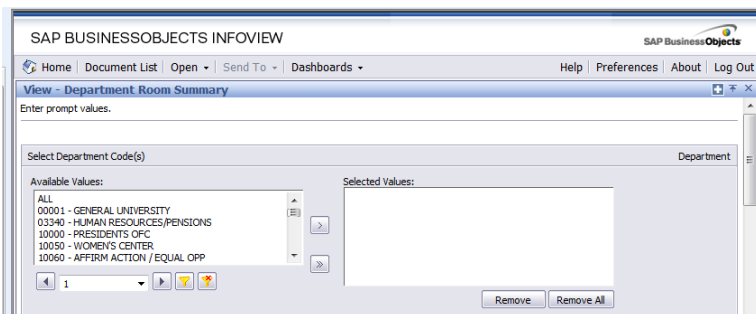 SAP BUSINESSOBJECTS INFOVIEW
SAP BusinessObjects
Home Document List Open Send To Dashboards Help Preferences About Log Out
View - Department Room Summary
Enter prompt values.
Select Department Code(s) Department
Available Values: Selected Values:
ALL
00001 - GENERAL UNIVERSITY
03340 - HUMAN RESOURCES/PENSIONS
10000 - PRESIDENTS OFC
10050 - WOMEN'S CENTER
10060 - AFFIRM ACTION / EQUAL OPP
1
Remove Remove All